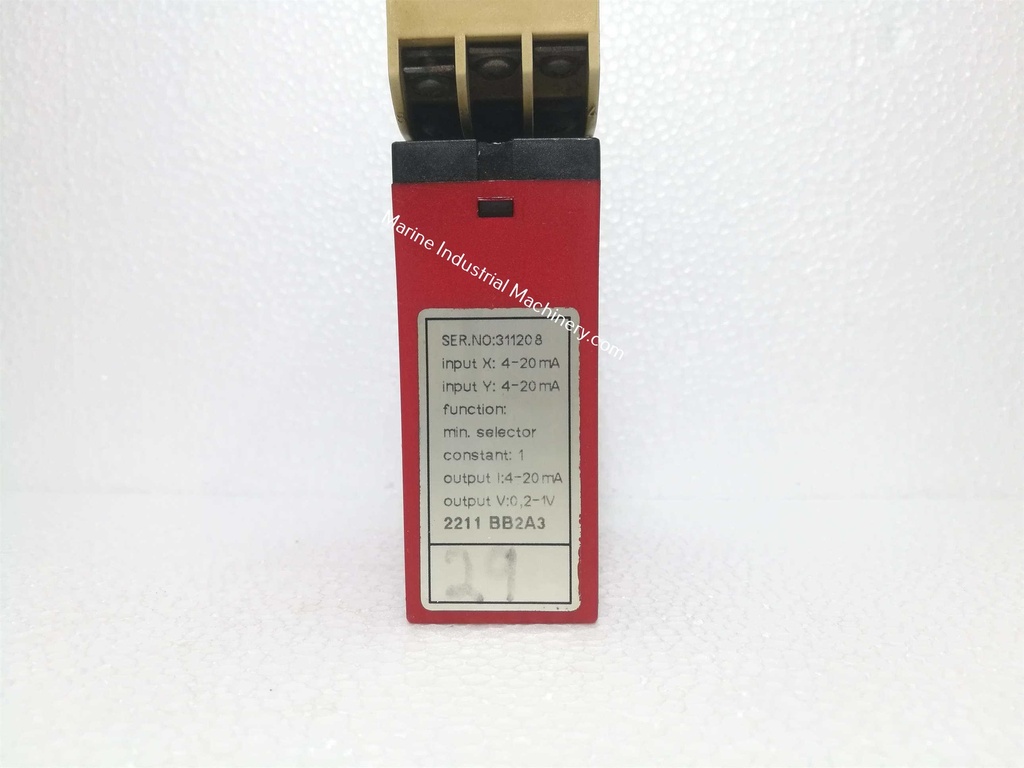 Marine Industrial Machinery.com
SER.NO:311208
input X: 4-20mA
input Y: 4-20mA
function:
min. selector
constant: 1
output I:4-20mA
output V:0,2-1V
2211 BB2A3
29